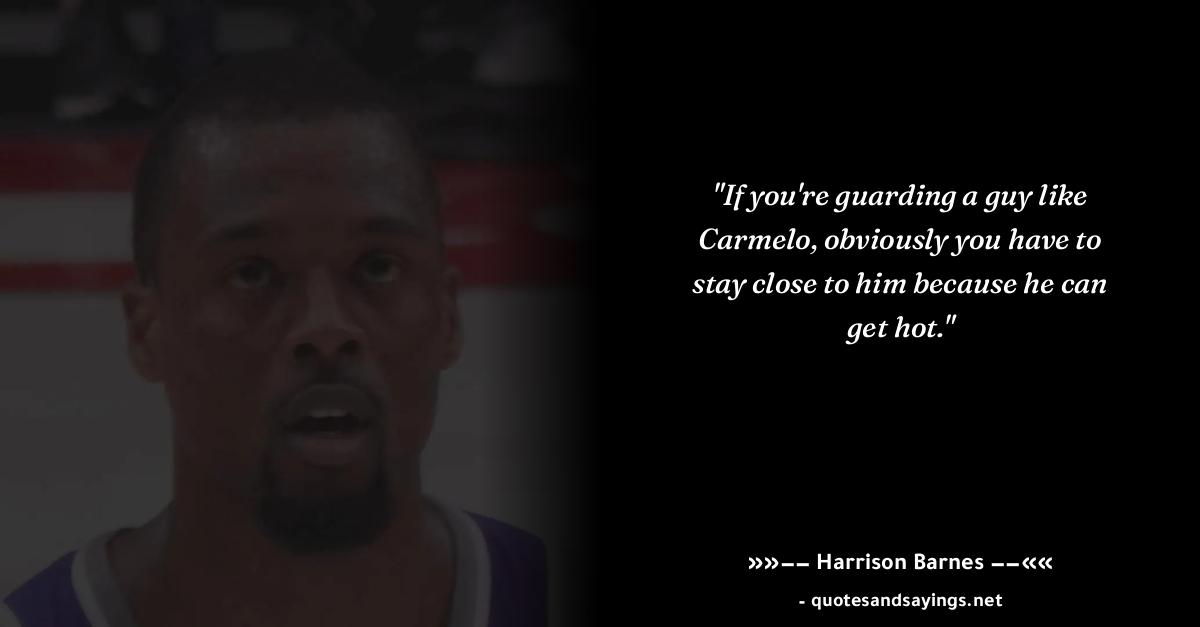 "If you're guarding a guy like
Carmelo, obviously you have to
stay close to him because he can
get hot."
»»–– Harrison Barnes ––««
- quotesandsayings.net